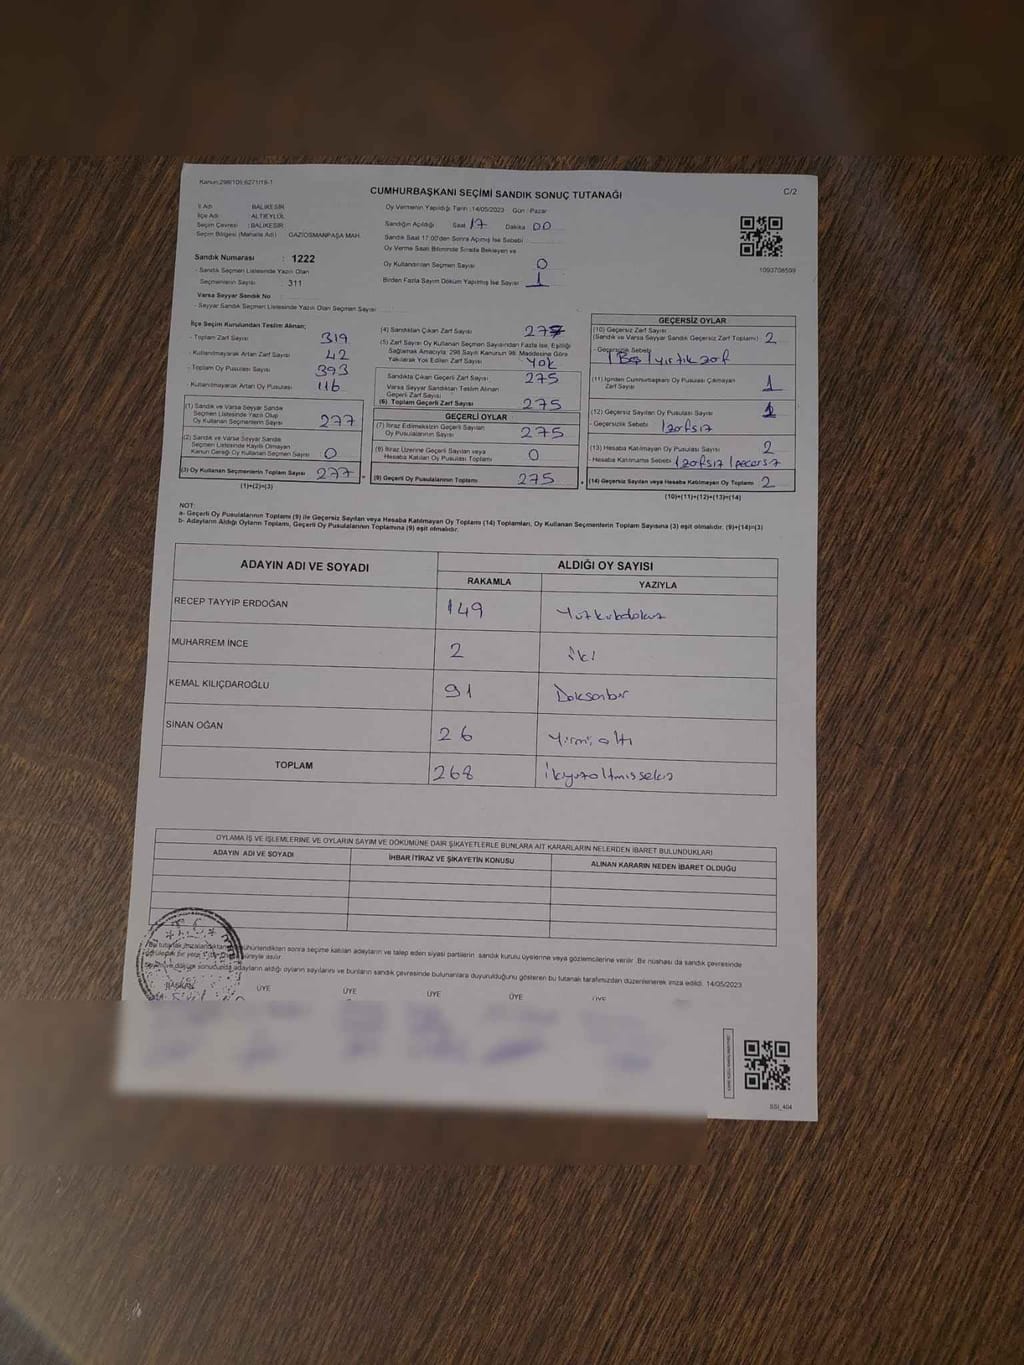 Kanun:298/105;6271/19-1
C/2
CUMHURBAŞKANI SEÇİMİ SANDIK SONUÇ TUTANAĞI
İl Adı : BALIKESİR
İlçe Adı : ALTIEYLÜL
Seçim Çevresi : BALIKESİR
Seçim Bölgesi (Mahalle Adı) : GAZİOSMANPAŞA MAH.
Sandık Numarası : 1222
- Sandık Seçmen Listesinde Yazılı Olan
Seçmenlerin Sayısı : 311
Varsa Seyyar Sandık No
- Seyyar Sandık Seçmen Listesinde Yazılı Olan Seçmen Sayısı
Oy Vermenin Yapıldığı Tarih :14/05/2023 Gün : Pazar
Sandığın Açıldığı Saat 17 Dakika 00
Sandık Saat 17:00'den Sonra Açılmış İse Sebebi
Oy Verme Saati Bitiminde Sırada Bekleyen ve
Oy Kullandırılan Seçmen Sayısı 0
Birden Fazla Sayım Döküm Yapılmış İse Sayısı 1
1093708599
İlçe Seçim Kurulundan Teslim Alınan;
- Toplam Zarf Sayısı 319
- Kullanılmayarak Artan Zarf Sayısı 42
- Toplam Oy Pusulası Sayısı 393
- Kullanılmayarak Artan Oy Pusulası 116
(1) Sandık ve Varsa Seyyar Sandık
Seçmen Listesinde Yazılı Olup
Oy Kullanan Seçmenlerin Sayısı 277
(2) Sandık ve Varsa Seyyar Sandık
Seçmen Listesinde Kayıtlı Olmayan
Kanun Gereği Oy Kullanan Seçmen Sayısı 0
(3) Oy Kullanan Seçmenlerin Toplam Sayısı 277
(1)+(2)=(3)
(4) Sandıktan Çıkan Zarf Sayısı 277
(5) Zarf Sayısı Oy Kullanan Seçmen Sayısından Fazla İse, Eşitliği
Sağlamak Amacıyla; 298 Sayılı Kanunun 98. Maddesine Göre
Yakılarak Yok Edilen Zarf Sayısı Yok
Sandıkta Çıkan Geçerli Zarf Sayısı 275
Varsa Seyyar Sandıktan Teslim Alınan
Geçerli Zarf Sayısı
(6) Toplam Geçerli Zarf Sayısı 275
GEÇERLİ OYLAR
(7) İtiraz Edilmeksizin Geçerli Sayılan
Oy Pusulalarının Sayısı 275
(8) İtiraz Üzerine Geçerli Sayılan veya
Hesaba Katılan Oy Pusulası Toplamı 0
(9) Geçerli Oy Pusulalarının Toplamı 275
GEÇERSİZ OYLAR
(10) Geçersiz Zarf Sayısı
(Sandık ve Varsa Seyyar Sandık Geçersiz Zarf Toplamı) 2
- Geçersizlik Sebebi 1 Boş 1 yırtık zarf
(11) İçinden Cumhurbaşkanı Oy Pusulası Çıkmayan
Zarf Sayısı 1
(12) Geçersiz Sayılan Oy Pusulası Sayısı 1
- Geçersizlik Sebebi 1 zarfsız
(13) Hesaba Katılmayan Oy Pusulası Sayısı 2
- Hesaba Katılmama Sebebi 1 zarfsız 1 geçersiz
(14) Geçersiz Sayılan veya Hesaba Katılmayan Oy Toplamı 2
(10)+(11)+(12)+(13)=(14)
NOT:
a- Geçerli Oy Pusulalarının Toplamı (9) ile Geçersiz Sayılan veya Hesaba Katılmayan Oy Toplamı (14) Toplamları, Oy Kullanan Seçmenlerin Toplam Sayısına (3) eşit olmalıdır. (9)+(14)=(3)
b- Adayların Aldığı Oyların Toplamı, Geçerli Oy Pusulalarının Toplamına (9) eşit olmalıdır.
ADAYIN ADI VE SOYADI ALDIĞI OY SAYISI
RAKAMLA YAZIYLA
RECEP TAYYİP ERDOĞAN 149 Yüzkırkdokuz
MUHARREM İNCE 2 İki
KEMAL KILIÇDAROĞLU 91 Doksanbir
SİNAN OĞAN 26 Yirmi altı
TOPLAM 268 İkiyüzaltmışsekiz
OYLAMA İŞ VE İŞLEMLERİNE VE OYLARIN SAYIM VE DÖKÜMÜNE DAİR ŞİKAYETLERLE BUNLARA AİT KARARLARIN NELERDEN İBARET BULUNDUKLARI
ADAYIN ADI VE SOYADI İHBAR İTİRAZ VE ŞİKAYETİN KONUSU ALINAN KARARIN NEDEN İBARET OLDUĞU
T.C.
Bu tutanak sonra seçime katılan adayların ve talep eden siyasi partilerin sandık kurulu üyelerine veya gözlemcilerine verilir .Bir nüshası da sandık çevresinde
asılır.
adayların aldığı oyların sayılarını ve bunların sandık çevresinde bulunanlara duyurulduğunu gösteren bu tutanak tarafımızdan düzenlenerek imza edildi. 14/05/2023
BAŞKAN ÜYE ÜYE ÜYE ÜYE ÜYE
SSI_404